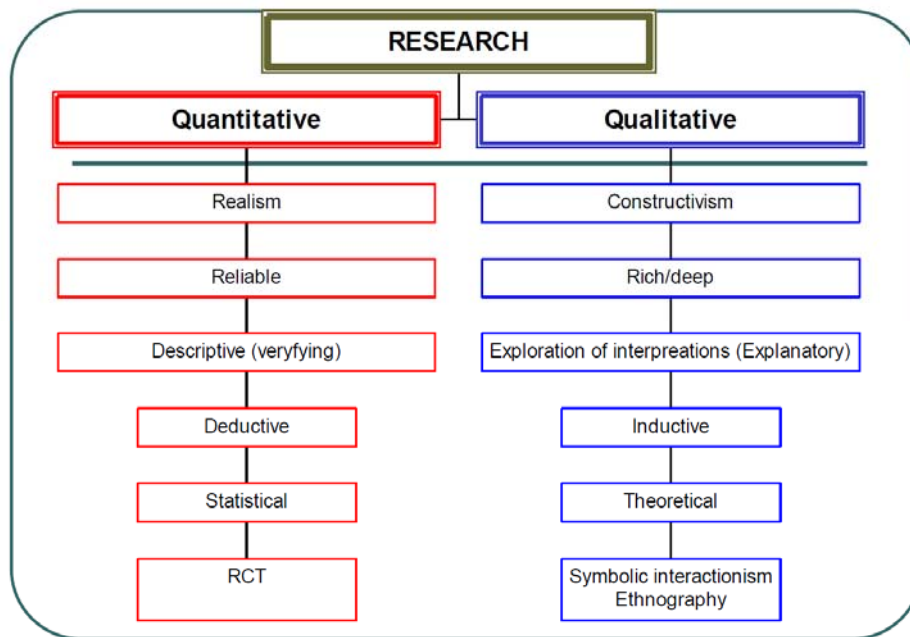 RESEARCH
Quantitative
Qualitative
Realism
Constructivism
Reliable
Rich/deep
Descriptive (veryfying)
Exploration of interpreations (Explanatory)
Deductive
Inductive
Statistical
Theoretical
RCT
Symbolic interactionism
Ethnography